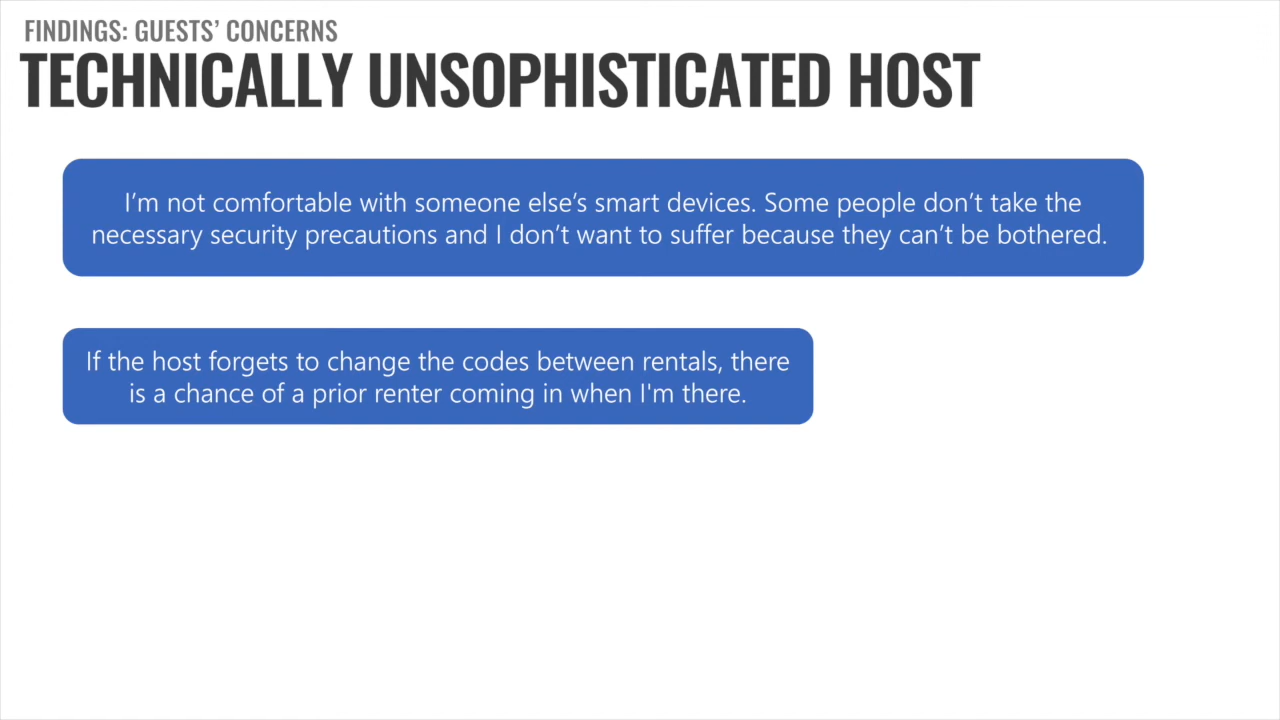 FINDINGS: GUESTS’ CONCERNS
TECHNICALLY UNSOPHISTICATED HOST
I’m not comfortable with someone else’s smart devices. Some people don’t take the
necessary security precautions and I don’t want to suffer because they can’t be bothered.
If the host forgets to change the codes between rentals, there
is a chance of a prior renter coming in when I'm there.